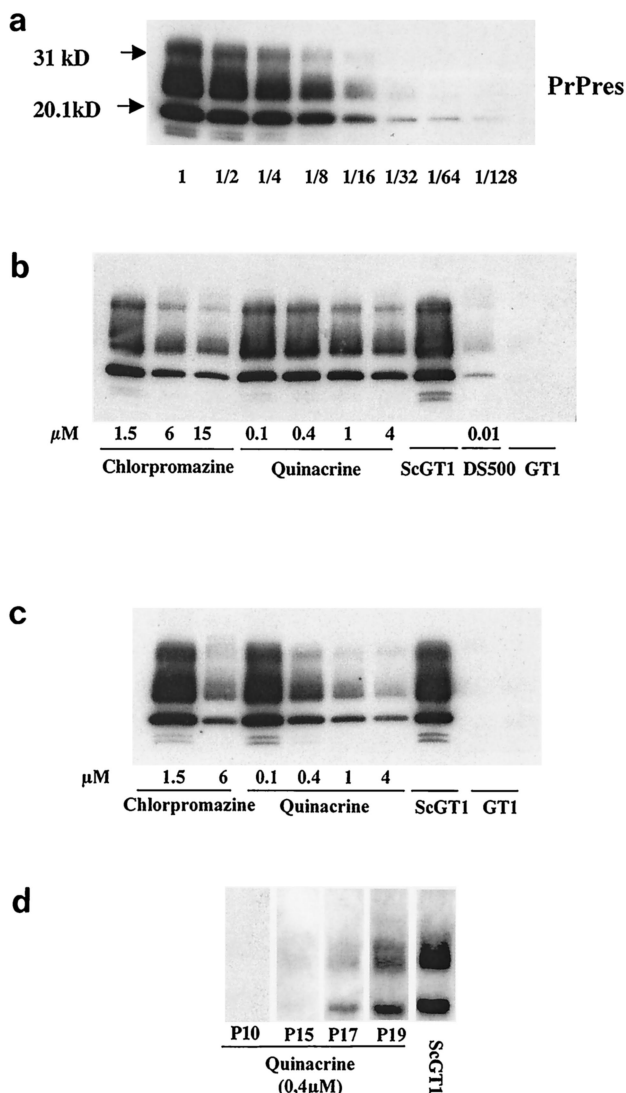 a
31 kD
20.1kD
PrPres
1 1/2 1/4 1/8 1/16 1/32 1/64 1/128
b
µM 1.5 6 15 0.1 0.4 1 4 0.01
Chlorpromazine Quinacrine ScGT1 DS500 GT1
c
µM 1.5 6 0.1 0.4 1 4
Chlorpromazine Quinacrine ScGT1 GT1
d
P10 P15 P17 P19 ScGT1
Quinacrine
(0,4µM)